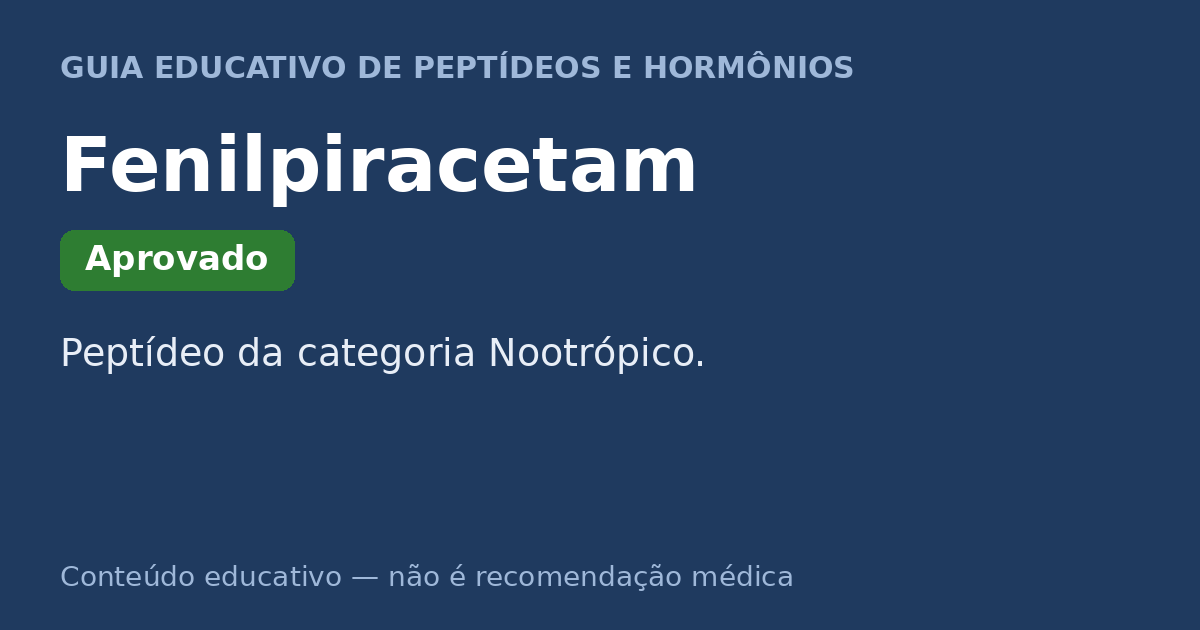 GUIA EDUCATIVO DE PEPTÍDEOS E HORMÔNIOS
Fenilpiracetam
Aprovado
Peptídeo da categoria Nootrópico.
Conteúdo educativo — não é recomendação médica